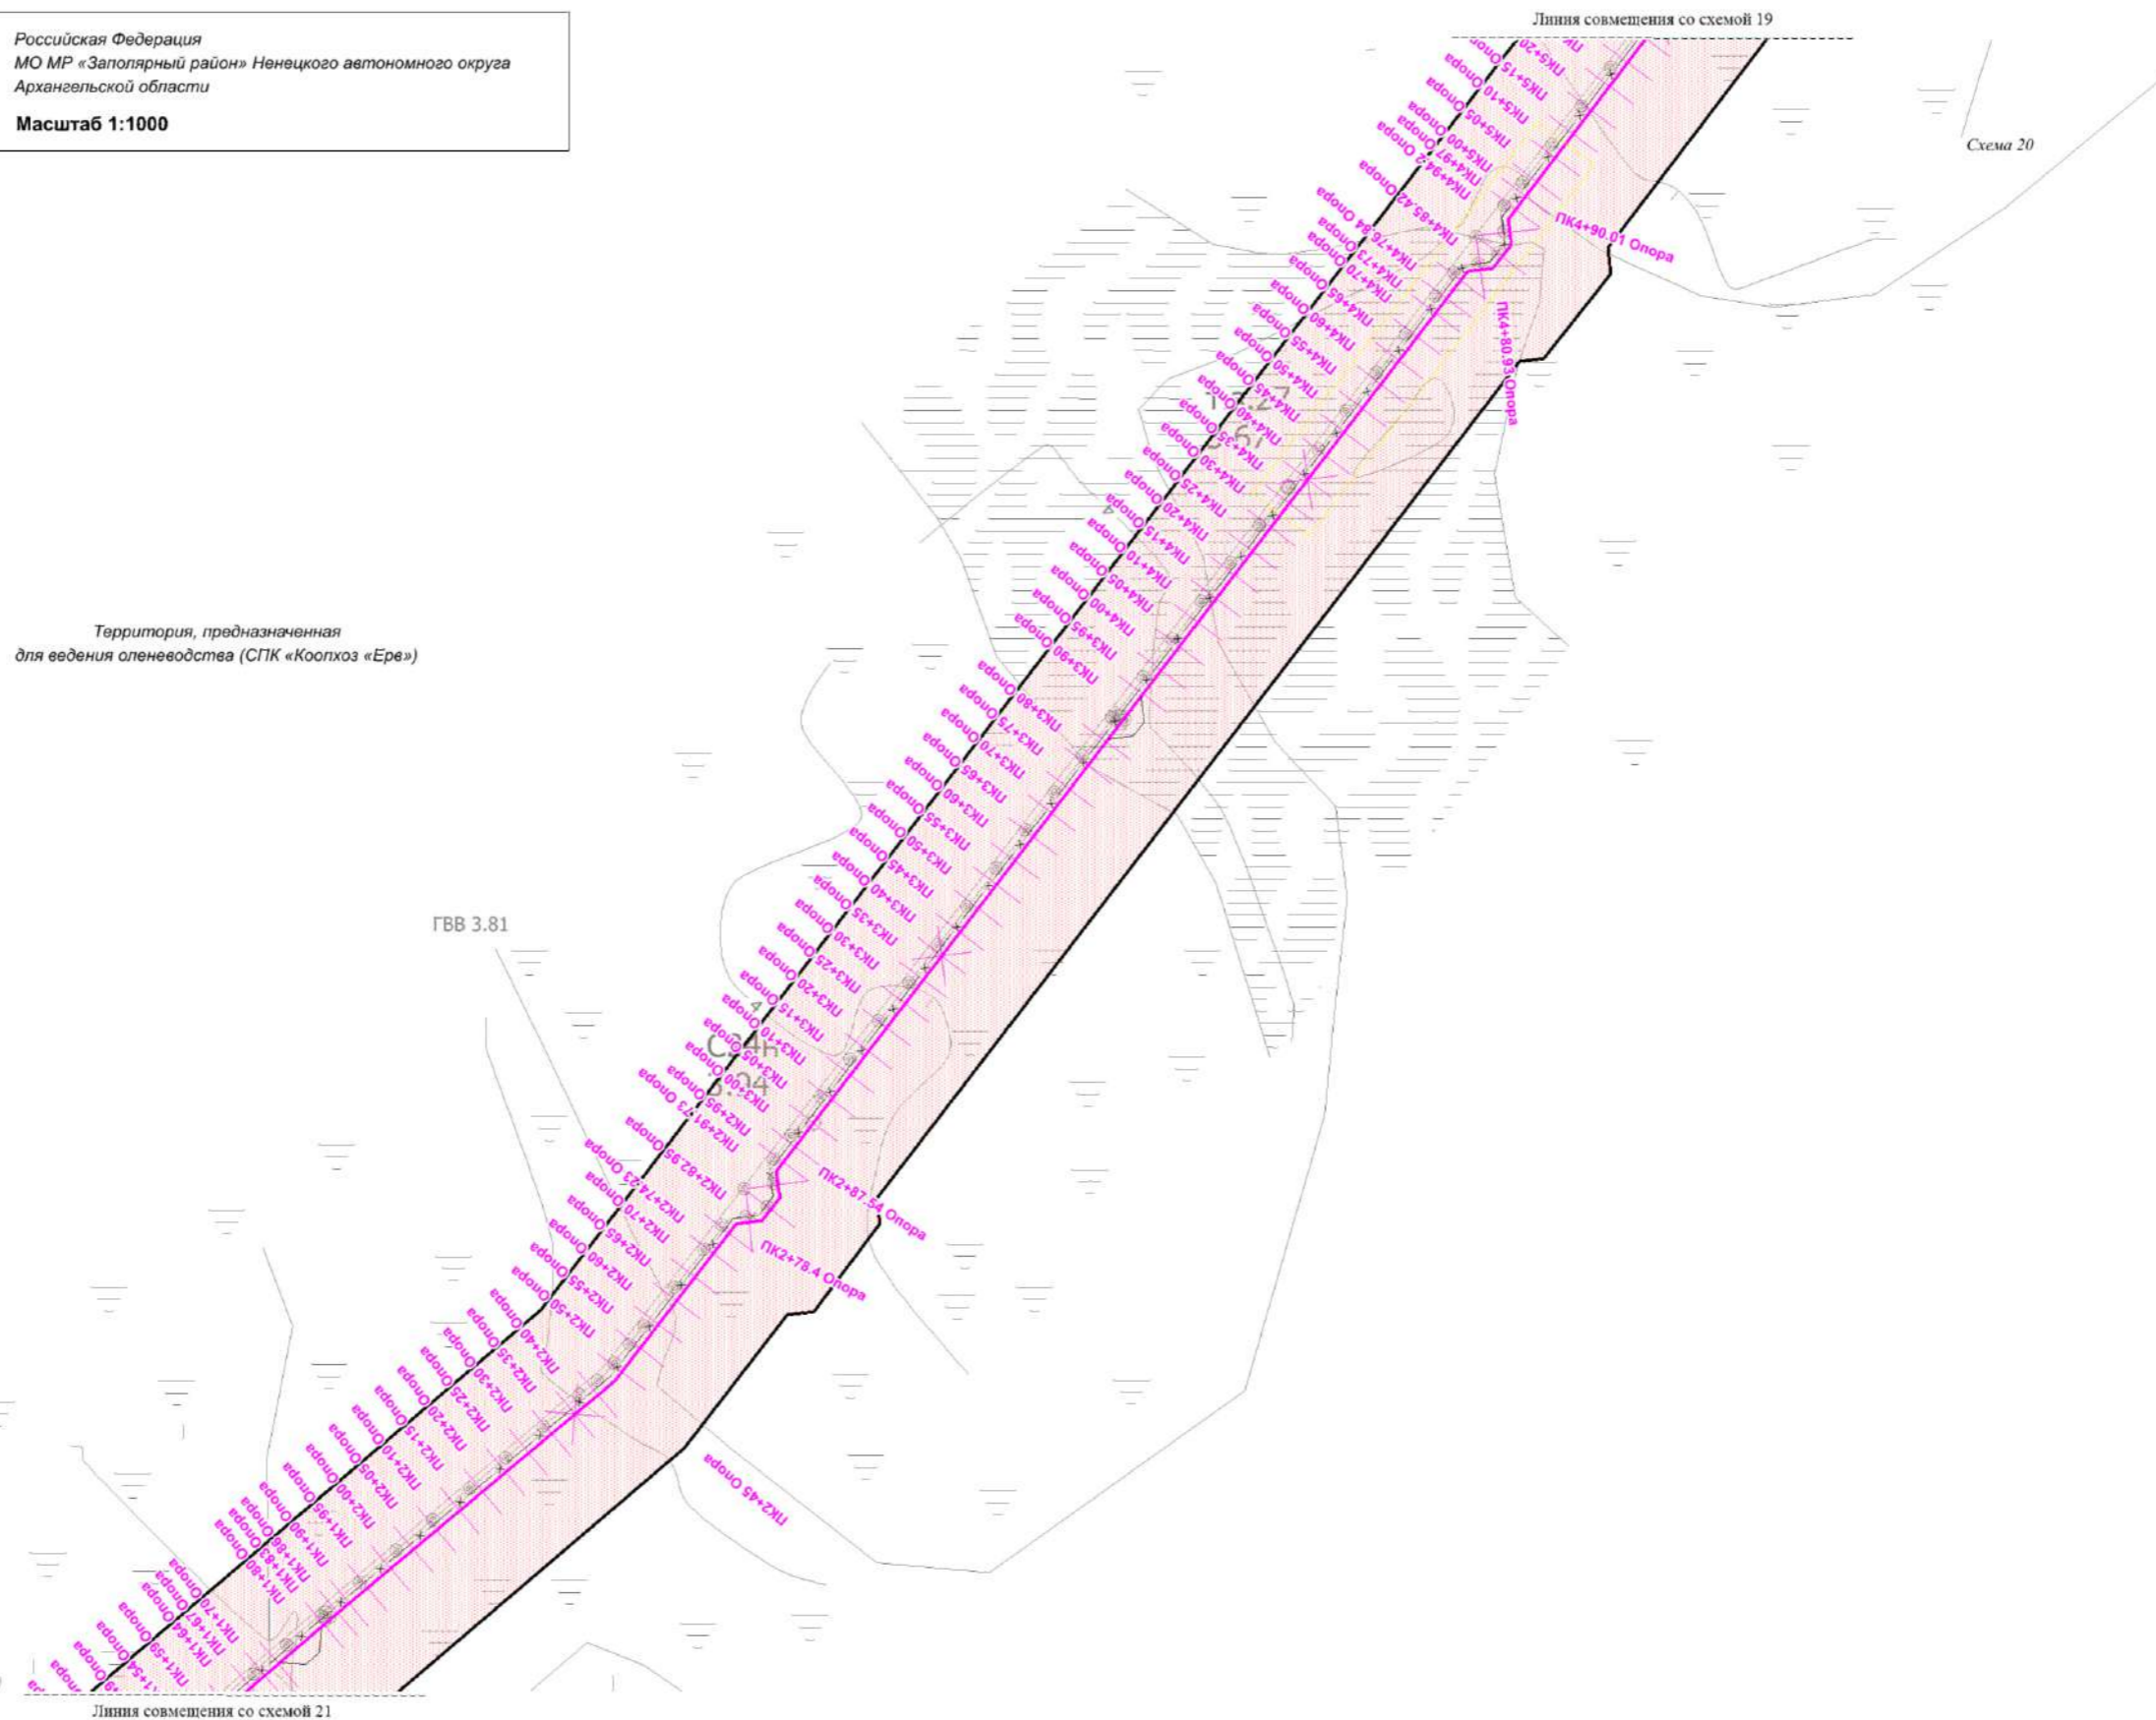 Линия совмещения со схемой 19
Российская Федерация
МО МР «Заполярный район» Ненецкого автономного округа
Архангельской области
Масштаб 1:1000
Схема 20
ПК5+15 Опора
ПК5+10 Опора
ПК5+05 Опора
ПК5+00 Опора
ПК4+97 Опора
ПК4+94.2 Опора
ПК4+90.01 Опора
ПК4+85.42 Опора
ПК4+80.93 Опора
ПК4+76.84 Опора
ПК4+73 Опора
ПК4+70 Опора
ПК4+65 Опора
ПК4+60 Опора
ПК4+55 Опора
ПК4+50 Опора
ПК4+45 Опора
ПК4+40 Опора
ПК4+35 Опора
ПК4+30 Опора
ПК4+25 Опора
ПК4+20 Опора
ПК4+15 Опора
ПК4+10 Опора
ПК4+05 Опора
ПК4+00 Опора
ПК3+95 Опора
ПК3+90 Опора
Территория, предназначенная
для ведения оленеводства (СПК «Коопхоз «Ерв»)
ПК3+80 Опора
ПК3+75 Опора
ПК3+70 Опора
ПК3+65 Опора
ПК3+60 Опора
ПК3+55 Опора
ПК3+50 Опора
ПК3+45 Опора
ПК3+40 Опора
ПК3+35 Опора
ПК3+30 Опора
ПК3+25 Опора
ПК3+20 Опора
ПК3+15 Опора
ПК3+10 Опора
ПК3+05 Опора
ПК3+00 Опора
ГВВ 3.81
ПК2+95 Опора
ПК2+91.73 Опора
ПК2+87.54 Опора
ПК2+82.95 Опора
ПК2+78.4 Опора
ПК2+74.23 Опора
ПК2+70 Опора
ПК2+65 Опора
ПК2+60 Опора
ПК2+55 Опора
ПК2+50 Опора
ПК2+45 Опора
ПК2+40 Опора
ПК2+35 Опора
ПК2+30 Опора
ПК2+25 Опора
ПК2+20 Опора
ПК2+15 Опора
ПК2+10 Опора
ПК2+05 Опора
ПК2+00 Опора
ПК1+95 Опора
ПК1+90 Опора
ПК1+86 Опора
ПК1+83 Опора
ПК1+80 Опора
ПК1+70 Опора
ПК1+67 Опора
ПК1+64 Опора
ПК1+59 Опора
Линия совмещения со схемой 21